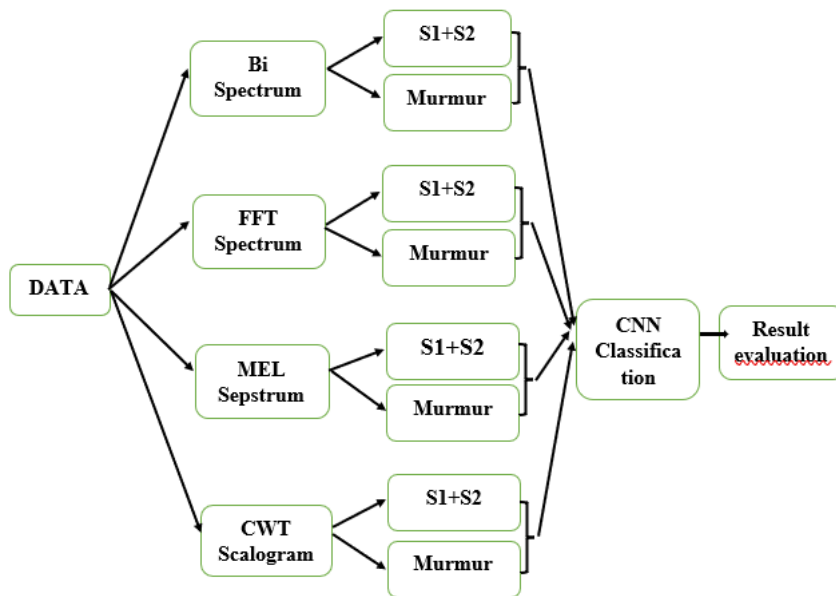 Bi
Spectrum
S1+S2
Murmur
FFT
Spectrum
S1+S2
Murmur
DATA
MEL
Sepstrum
S1+S2
Murmur
CWT
Scalogram
S1+S2
Murmur
CNN
Classifica
tion
Result
evaluation